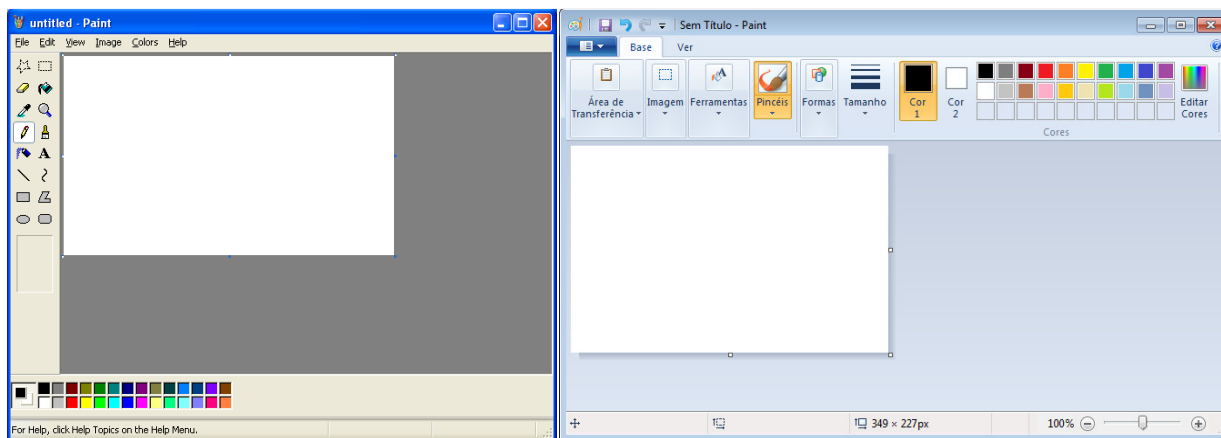 untitled - Paint
File Edit View Image Colors Help
A
For Help, click Help Topics on the Help Menu.
Sem Título - Paint
Base Ver
Área de Transferência
Imagem
Ferramentas
Pincéis
Formas
Tamanho
Cor 1
Cor 2
Editar Cores
Cores
349 × 227px
100%